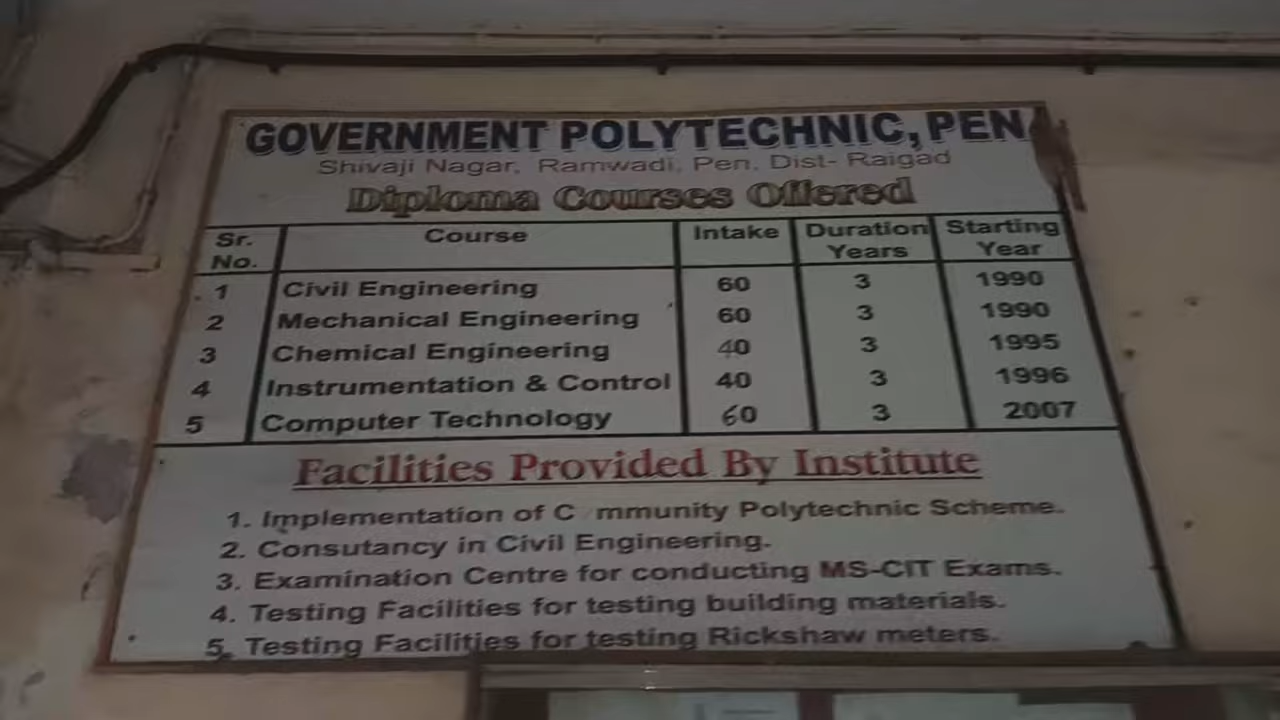 GOVERNMENT POLYTECHNIC, PEN
Shivaji Nagar, Ramwadi, Pen, Dist- Raigad
Diploma Courses Offered
Sr. No. Course Intake Duration Years Starting Year
1 Civil Engineering 60 3 1990
2 Mechanical Engineering 60 3 1990
3 Chemical Engineering 40 3 1995
4 Instrumentation & Control 40 3 1996
5 Computer Technology 60 3 2007
Facilities Provided By Institute
1. Implementation of C mmunity Polytechnic Scheme.
2. Consutancy in Civil Engineering.
3. Examination Centre for conducting MS-CIT Exams.
4. Testing Facilities for testing building materials.
5. Testing Facilities for testing Rickshaw meters.